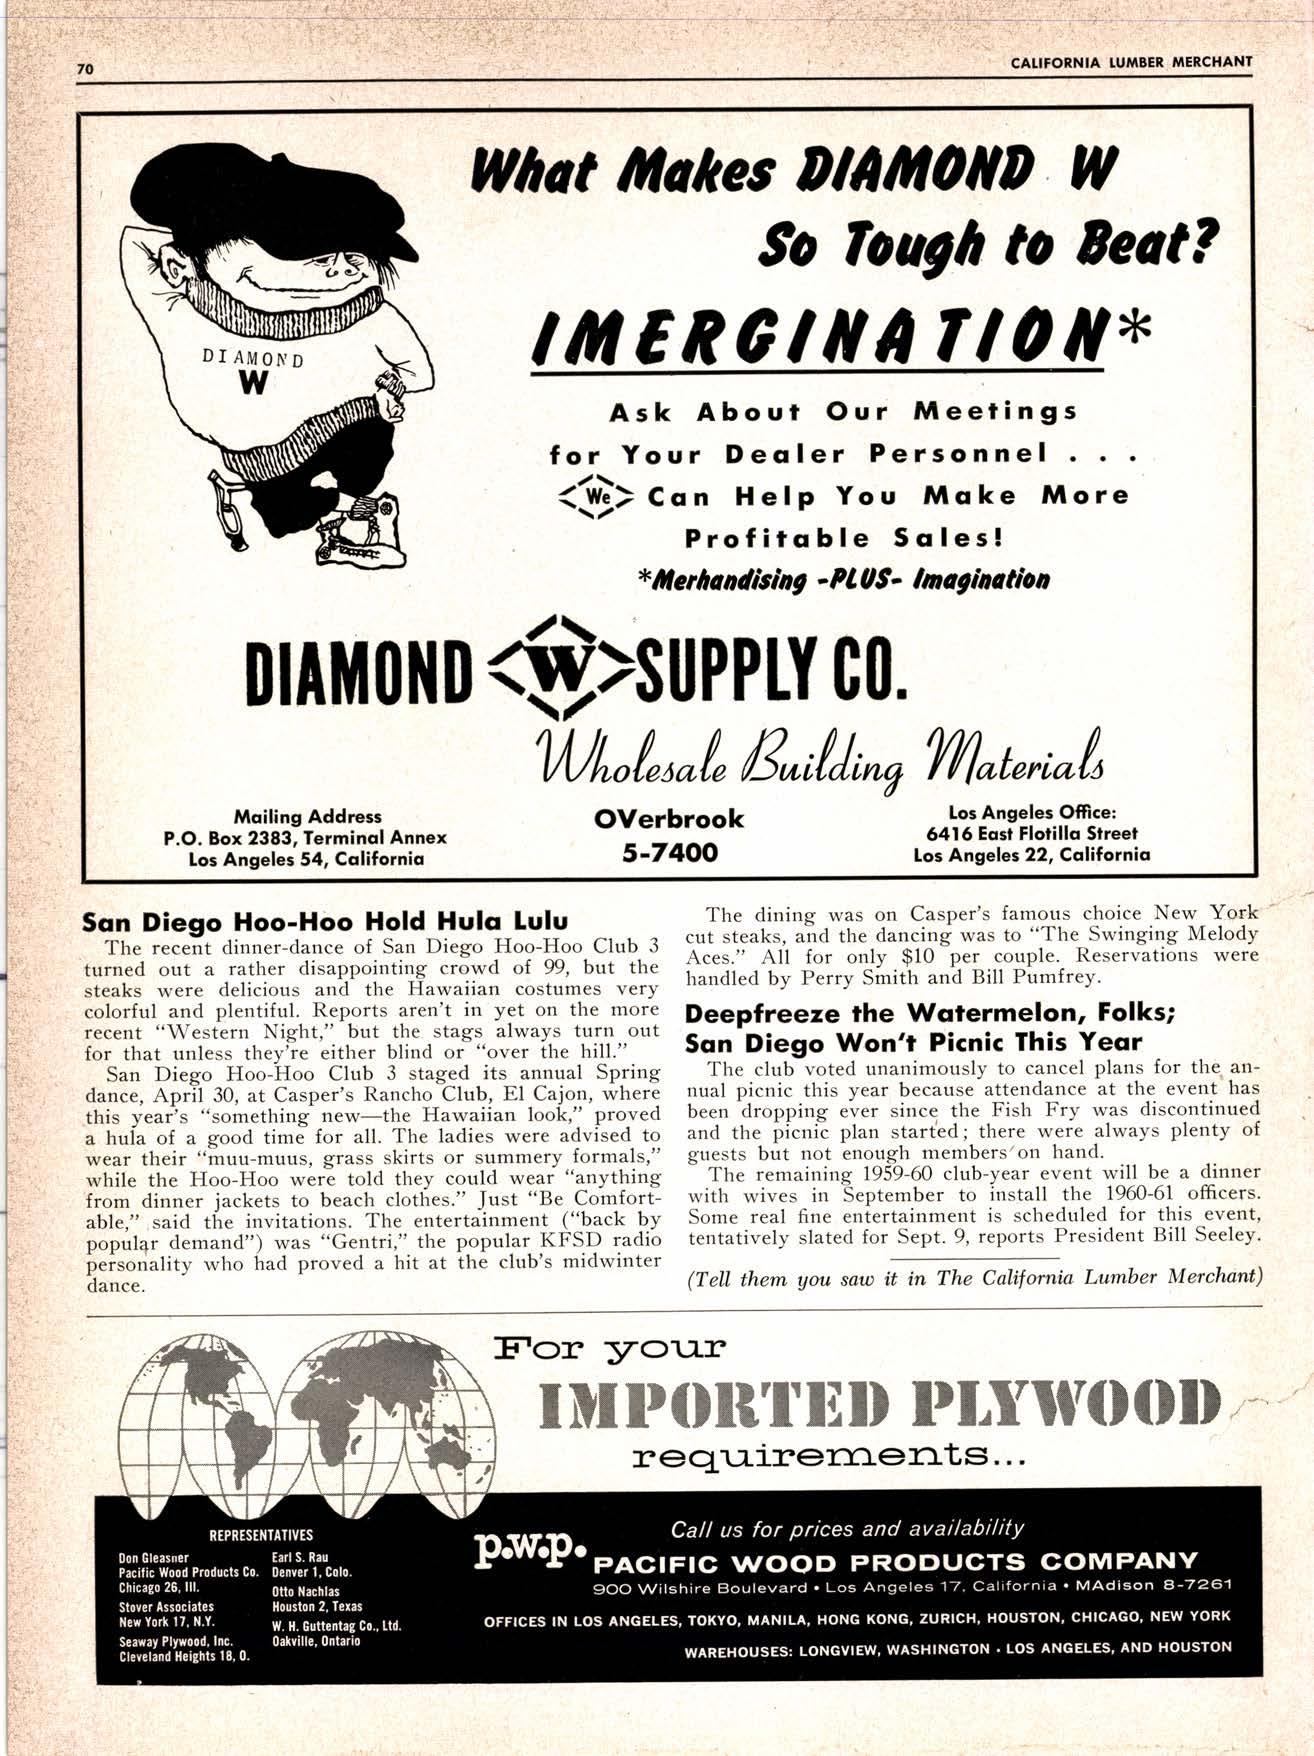 70
CALIFORNIA LUMBER MERCHANT
What Makes DIAMOND W
So Tough to Beat?
IMERGINATION*
DIAMOND
W
Ask About Our Meetings
for Your Dealer Personnel . . .
We Can Help You Make More
Profitable Sales!
*Merhandising -PLUS- Imagination
DIAMOND W SUPPLY CO.
Wholesale Building Materials
Mailing Address
P.O. Box 2383, Terminal Annex
Los Angeles 54, California
OVerbrook
5-7400
Los Angeles Office:
6416 East Flotilla Street
Los Angeles 22, California
San Diego Hoo-Hoo Hold Hula Lulu
The recent dinner-dance of San Diego Hoo-Hoo Club 3
turned out a rather disappointing crowd of 99, but the
steaks were delicious and the Hawaiian costumes very
colorful and plentiful. Reports aren't in yet on the more
recent "Western Night," but the stags always turn out
for that unless they're either blind or "over the hill."
San Diego Hoo-Hoo Club 3 staged its annual Spring
dance, April 30, at Casper's Rancho Club, El Cajon, where
this year's "something new—the Hawaiian look," proved
a hula of a good time for all. The ladies were advised to
wear their "muu-muus, grass skirts or summery formals,"
while the Hoo-Hoo were told they could wear "anything
from dinner jackets to beach clothes." Just "Be Comfort-
able," said the invitations. The entertainment ("back by
popular demand") was "Gentri," the popular KFSD radio
personality who had proved a hit at the club's midwinter
dance.
The dining was on Casper's famous choice New York
cut steaks, and the dancing was to "The Swinging Melody
Aces." All for only $10 per couple. Reservations were
handled by Perry Smith and Bill Pumfrey.
Deepfreeze the Watermelon, Folks;
San Diego Won't Picnic This Year
The club voted unanimously to cancel plans for the an-
nual picnic this year because attendance at the event has
been dropping ever since the Fish Fry was discontinued
and the picnic plan started; there were always plenty of
guests but not enough members on hand.
The remaining 1959-60 club-year event will be a dinner
with wives in September to install the 1960-61 officers.
Some real fine entertainment is scheduled for this event,
tentatively slated for Sept. 9, reports President Bill Seeley.
(Tell them you saw it in The California Lumber Merchant)
For your
IMPORTED PLYWOOD
requirements...
REPRESENTATIVES
Don Gleasner
Pacific Wood Products Co.
Chicago 26, Ill.
Stover Associates
New York 17, N.Y.
Seaway Plywood, Inc.
Cleveland Heights 18, O.
Earl S. Rau
Denver 1, Colo.
Otto Nachlas
Houston 2, Texas
W. H. Guttentag Co., Ltd.
Oakville, Ontario
p.w.p.
Call us for prices and availability
PACIFIC WOOD PRODUCTS COMPANY
900 Wilshire Boulevard • Los Angeles 17, California • MAdison 8-7261
OFFICES IN LOS ANGELES, TOKYO, MANILA, HONG KONG, ZURICH, HOUSTON, CHICAGO, NEW YORK
WAREHOUSES: LONGVIEW, WASHINGTON • LOS ANGELES, AND HOUSTON